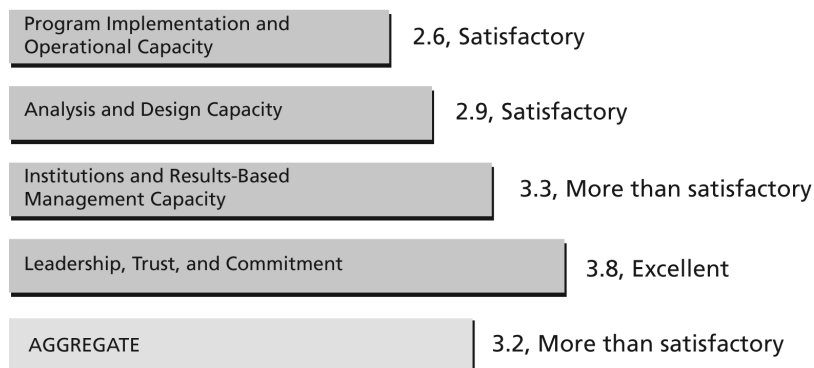 Program Implementation and
Operational Capacity
2.6, Satisfactory
Analysis and Design Capacity
2.9, Satisfactory
Institutions and Results-Based
Management Capacity
3.3, More than satisfactory
Leadership, Trust, and Commitment
3.8, Excellent
AGGREGATE
3.2, More than satisfactory